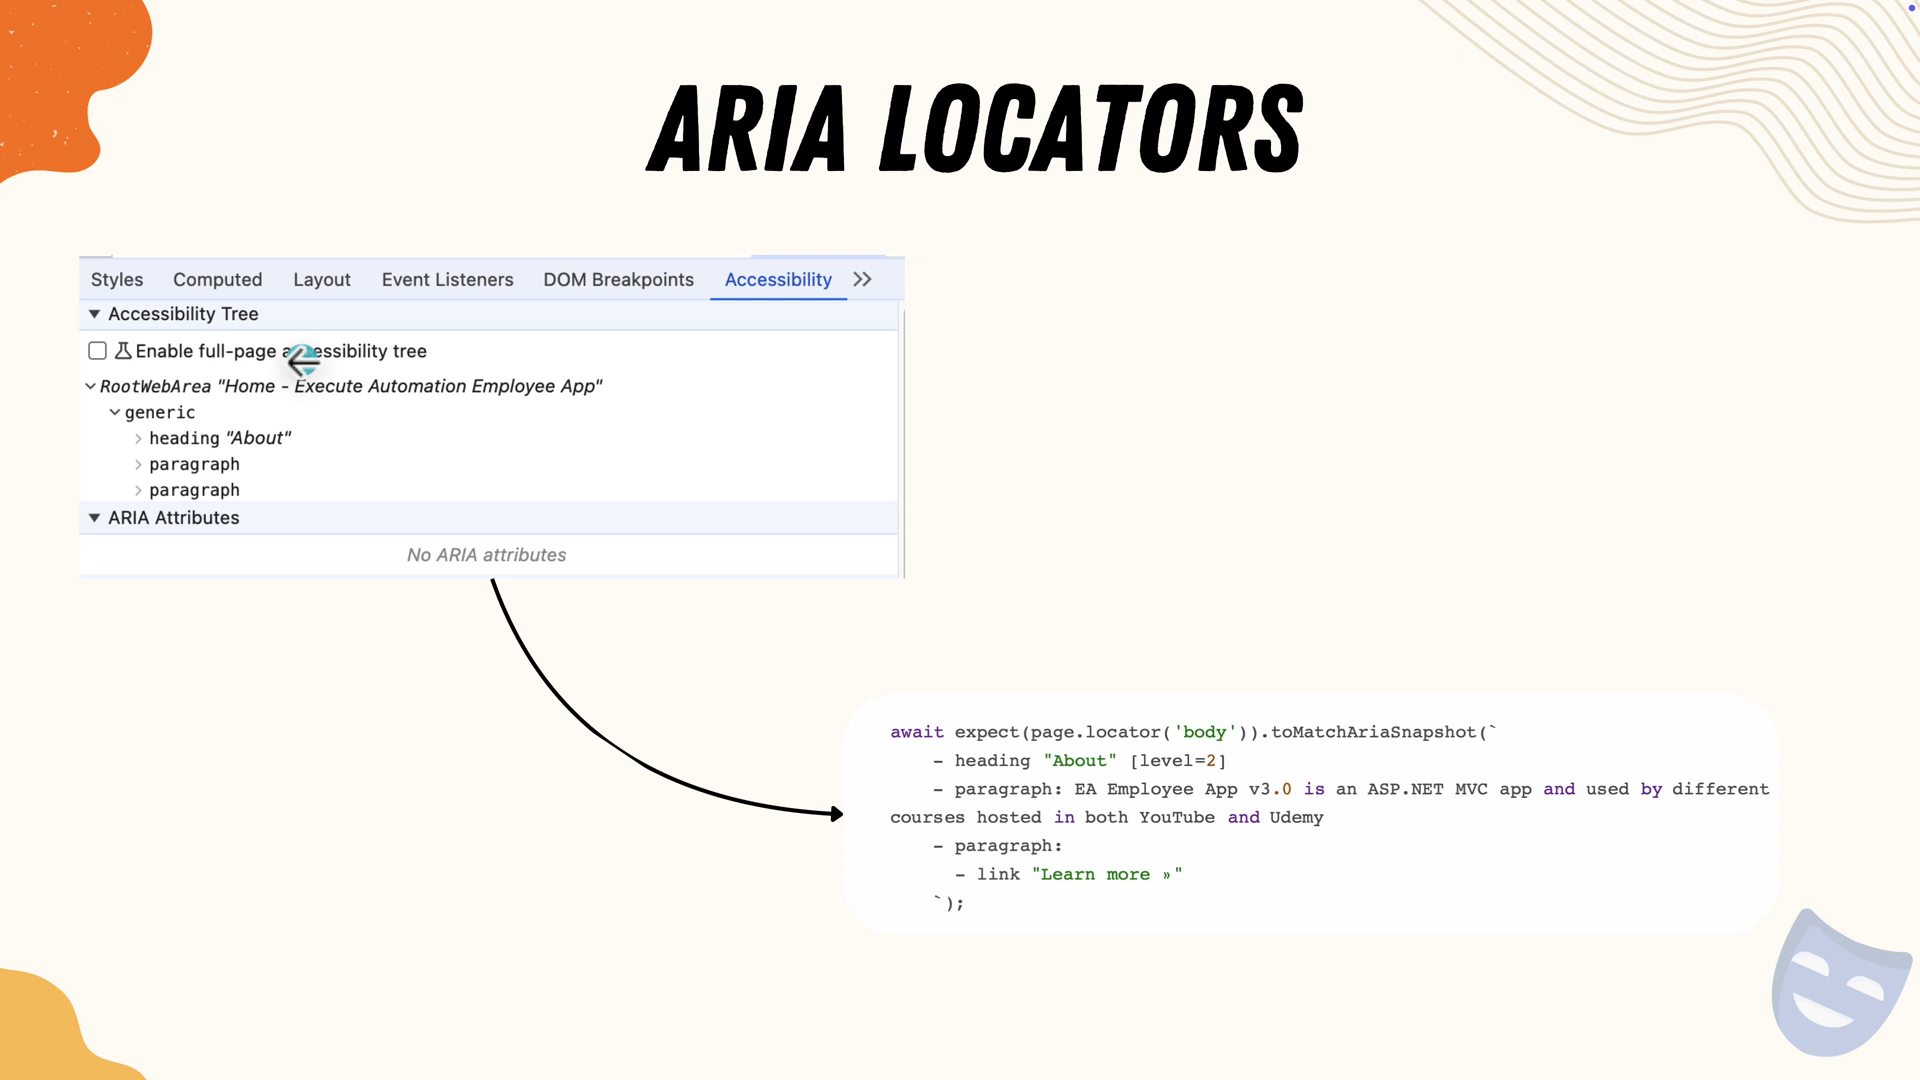 ARIA LOCATORS
Styles Computed Layout Event Listeners DOM Breakpoints Accessibility
Accessibility Tree
Enable full-page accessibility tree
RootWebArea "Home - Execute Automation Employee App"
generic
heading "About"
paragraph
paragraph
ARIA Attributes
No ARIA attributes
await expect(page.locator('body')).toMatchAriaSnapshot(`
- heading "About" [level=2]
- paragraph: EA Employee App v3.0 is an ASP.NET MVC app and used by different
courses hosted in both YouTube and Udemy
- paragraph:
- link "Learn more »"
`);